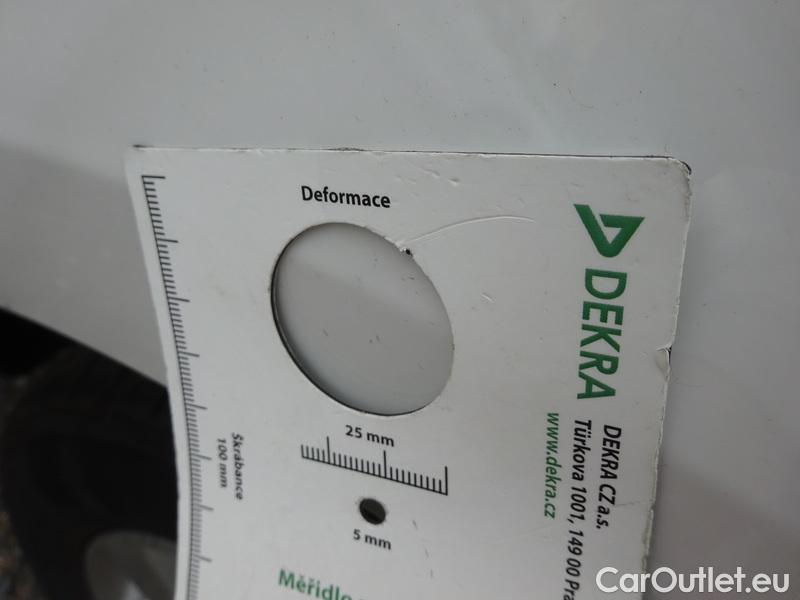 Deformace
DEKRA
DEKRA CZ a.s.
Türkova 1001, 149 00 Pra
www.dekra.cz
25 mm
Škrábance
100 mm
5 mm
Měřidlo
CarOutlet.eu